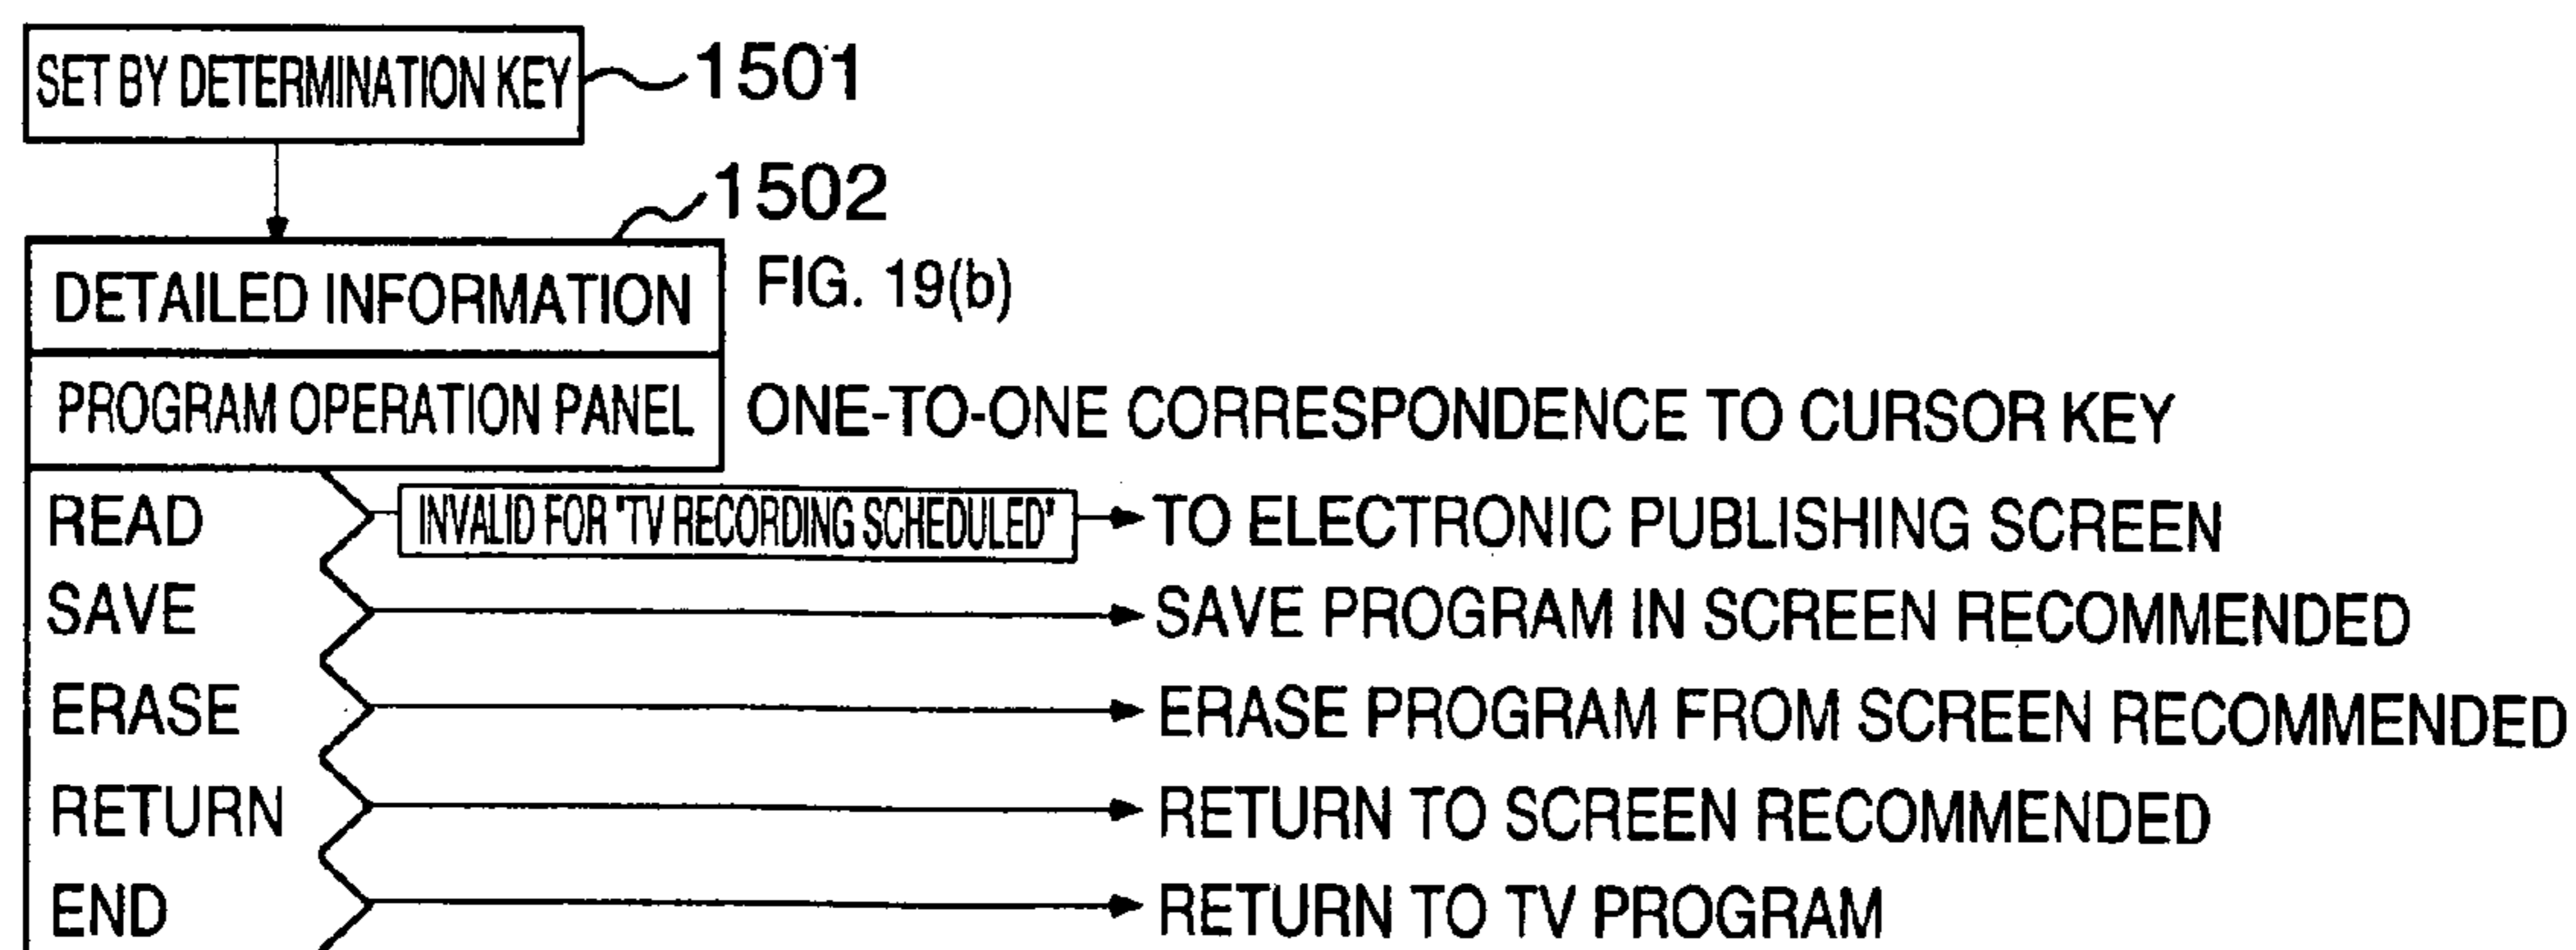 SET BY DETERMINATION KEY 1501
1502
DETAILED INFORMATION FIG. 19(b)
PROGRAM OPERATION PANEL ONE-TO-ONE CORRESPONDENCE TO CURSOR KEY
READ INVALID FOR 'TV RECORDING SCHEDULED' TO ELECTRONIC PUBLISHING SCREEN
SAVE SAVE PROGRAM IN SCREEN RECOMMENDED
ERASE ERASE PROGRAM FROM SCREEN RECOMMENDED
RETURN RETURN TO SCREEN RECOMMENDED
END RETURN TO TV PROGRAM